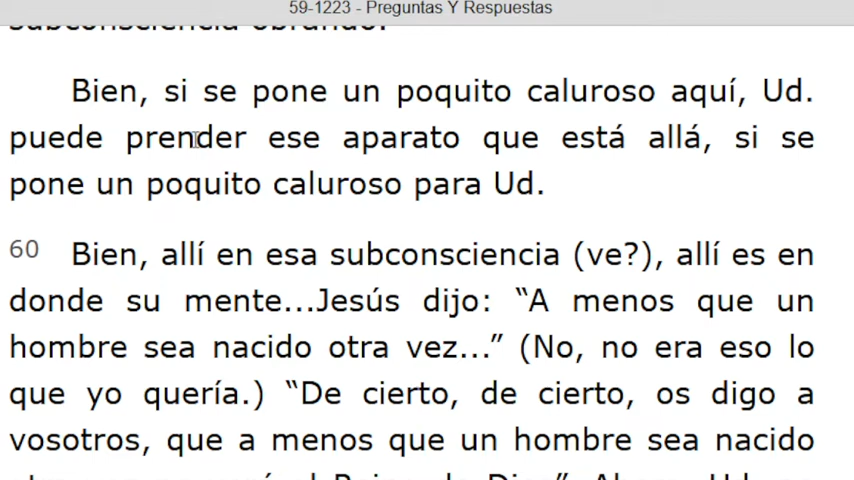 59-1223 - Preguntas Y Respuestas
subconsciencia obrando.
Bien, si se pone un poquito caluroso aquí, Ud.
puede prender ese aparato que está allá, si se
pone un poquito caluroso para Ud.
60 Bien, allí en esa subconsciencia (ve?), allí es en
donde su mente...Jesús dijo: “A menos que un
hombre sea nacido otra vez...” (No, no era eso lo
que yo quería.) “De cierto, de cierto, os digo a
vosotros, que a menos que un hombre sea nacido